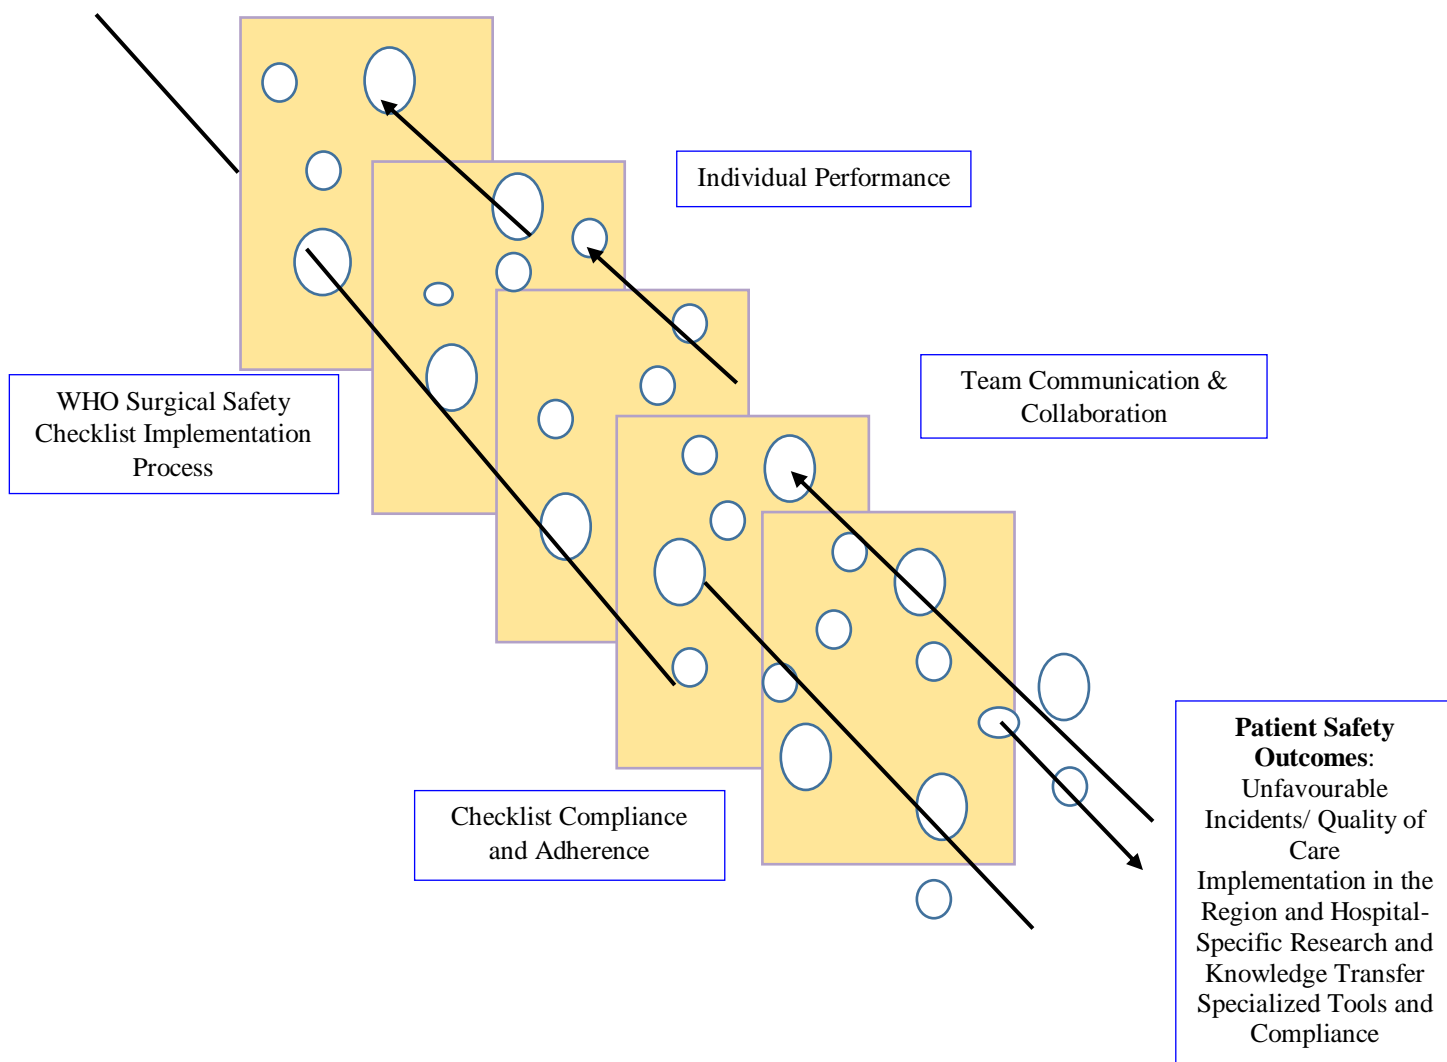 Individual Performance
WHO Surgical Safety
Checklist Implementation
Process
Team Communication &
Collaboration
Checklist Compliance
and Adherence
Patient Safety
Outcomes:
Unfavourable
Incidents/ Quality of
Care
Implementation in the
Region and Hospital-
Specific Research and
Knowledge Transfer
Specialized Tools and
Compliance